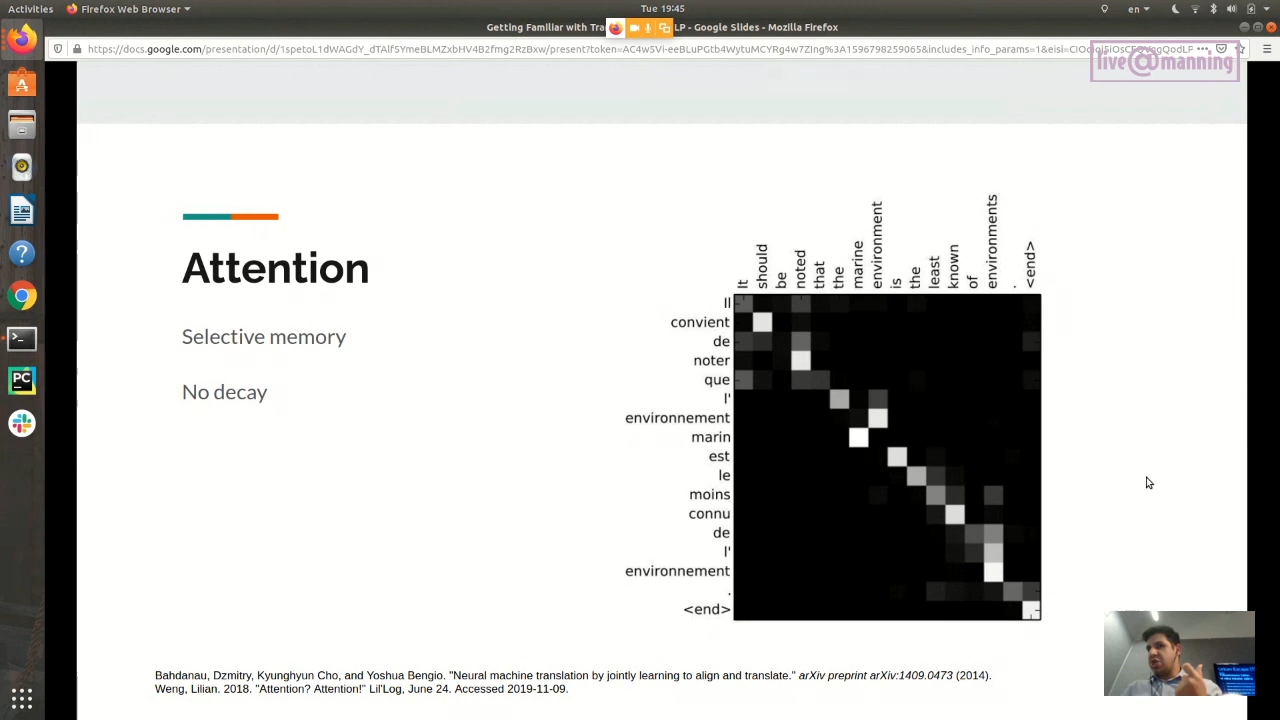 Activities
Firefox Web Browser
Tue 19:45
en
Getting Familiar with Tra LP - Google Slides - Mozilla Firefox
live@manning
Attention
Selective memory
No decay
It
should
be
noted
that
the
marine
environment
is
the
least
known
of
environments
.
<end>
Il
convient
de
noter
que
l'
environnement
marin
est
le
moins
connu
de
l'
environnement
.
<end>
Bahdanau, Dzmitry, Kyunghyun Cho, and Yoshua Bengio. "Neural machine translation by jointly learning to align and translate." arXiv preprint arXiv:1409.0473 (2014).
Weng, Lilian. 2018. "Attention? Attention!" Lil'Log, June 24. Accessed